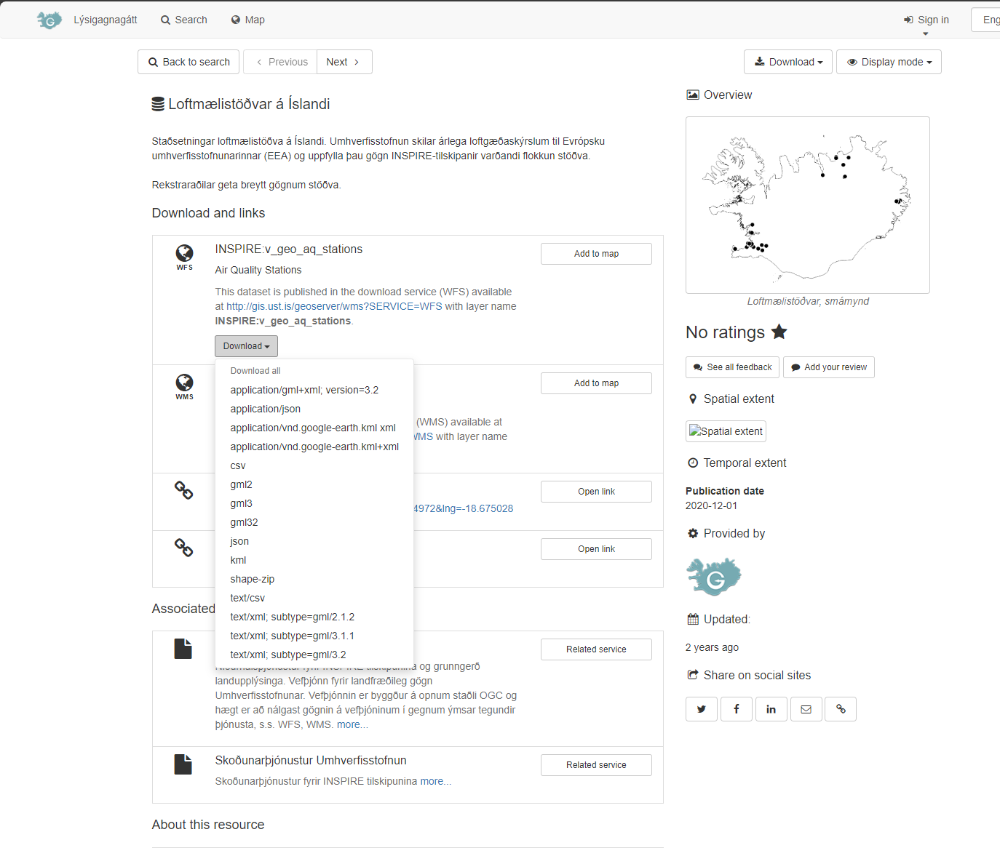 Lýsigagnagátt
Search
Map
Sign in
Back to search
Previous
Next
Download
Display mode
Loftmælistöðvar á Íslandi
Staðsetningar loftmælistöðva á Íslandi. Umhverfisstofnun skilar árlega loftgæðaskýrslum til Evrópsku
umhverfisstofnunarinnar (EEA) og uppfylla þau gögn INSPIRE-tilskipanir varðandi flokkun stöðva.
Rekstraraðilar geta breytt gögnum stöðva.
Download and links
WFS
INSPIRE:v_geo_aq_stations
Add to map
Air Quality Stations
This dataset is published in the download service (WFS) available
at http://gis.ust.is/geoserver/wms?SERVICE=WFS with layer name
INSPIRE:v_geo_aq_stations.
Download
Download all
application/gml+xml; version=3.2
application/json
application/vnd.google-earth.kml xml
application/vnd.google-earth.kml+xml
csv
gml2
gml3
gml32
json
kml
shape-zip
text/csv
text/xml; subtype=gml/2.1.2
text/xml; subtype=gml/3.1.1
text/xml; subtype=gml/3.2
WMS
Add to map
(WMS) available at
WMS with layer name
Open link
4972&lng=-18.675028
Open link
Associated
Related service
Niðurhalsþjónustur fyrir INSPIRE tilskipunina og grunngerð
landupplýsinga. Vefþjónn fyrir landfræðileg gögn
Umhverfisstofnunar. Vefþjónnin er byggður á opnum staðli OGC og
hægt er að nálgast gögnin á vefþjóninum í gegnum ýmsar tegundir
þjónusta, s.s. WFS, WMS. more...
Skoðunarþjónustur Umhverfisstofnun
Related service
Skoðunarþjónustur fyrir INSPIRE tilskipunina more...
About this resource
Overview
Loftmælistöðvar, smámynd
No ratings
See all feedback
Add your review
Spatial extent
Spatial extent
Temporal extent
Publication date
2020-12-01
Provided by
G
Updated:
2 years ago
Share on social sites